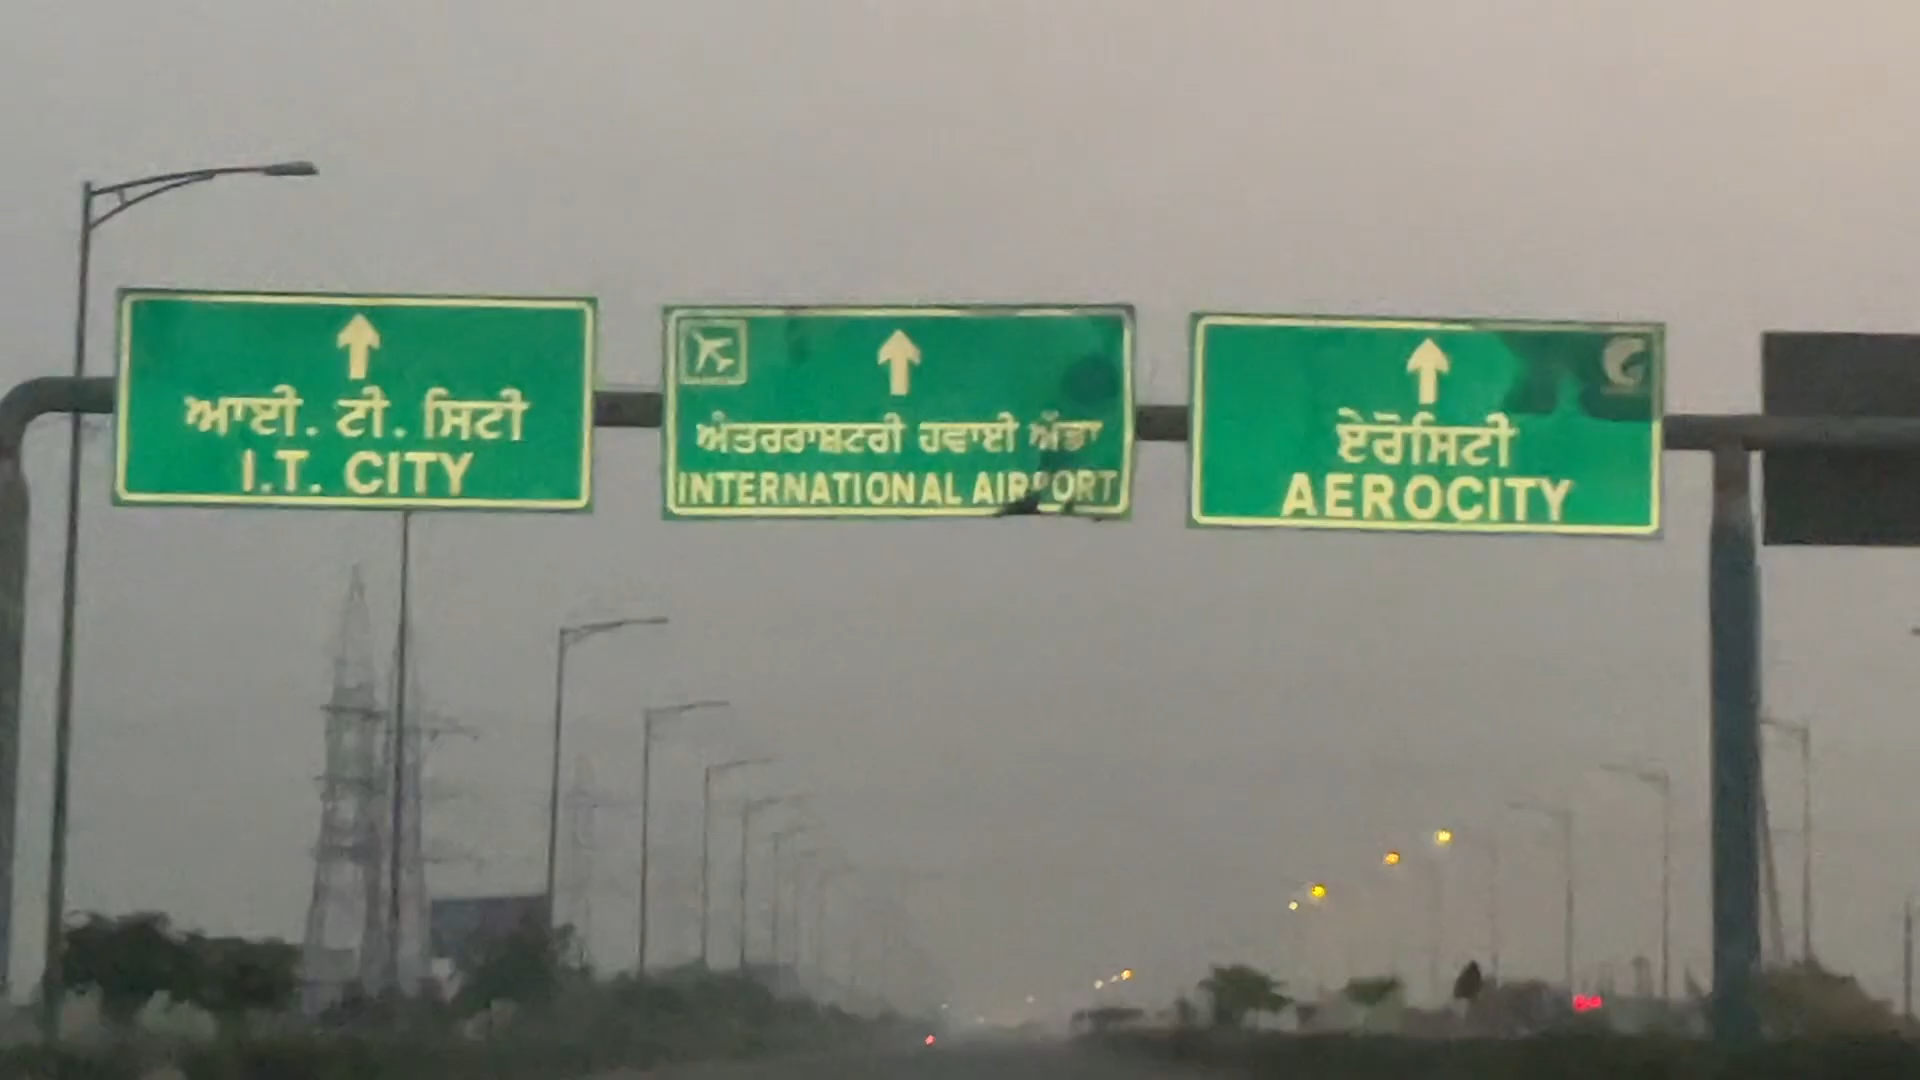 ਆਈ. ਟੀ. ਸਿਟੀ
I.T. CITY
ਅੰਤਰਰਾਸ਼ਟਰੀ ਹਵਾਈ ਅੱਡਾ
INTERNATIONAL AIRPORT
ਏਰੋਸਿਟੀ
AEROCITY